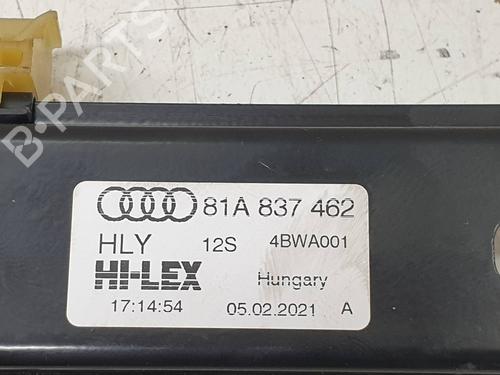 81A 837 462
HLY 12S 4BWA001
HI-LEX Hungary
17:14:54 05.02.2021 A
B-PARTS